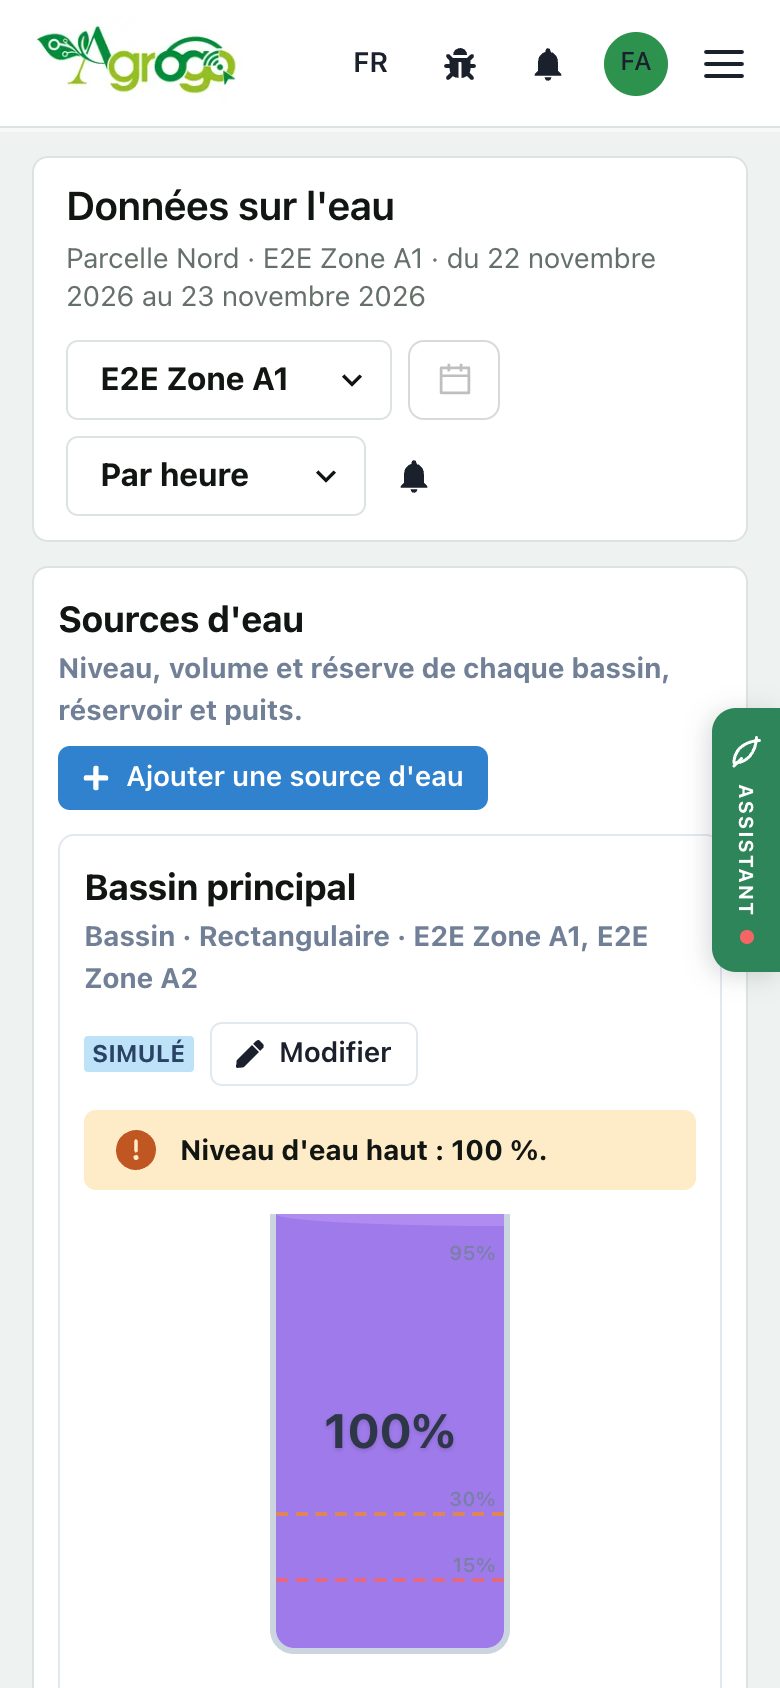 Agrogo
FR
FA
Données sur l'eau
Parcelle Nord · E2E Zone A1 · du 22 novembre
2026 au 23 novembre 2026
E2E Zone A1
Par heure
Sources d'eau
Niveau, volume et réserve de chaque bassin,
réservoir et puits.
Ajouter une source d'eau
ASSISTANT
Bassin principal
Bassin · Rectangulaire · E2E Zone A1, E2E
Zone A2
SIMULÉ
Modifier
Niveau d'eau haut : 100 %.
95%
100%
30%
15%